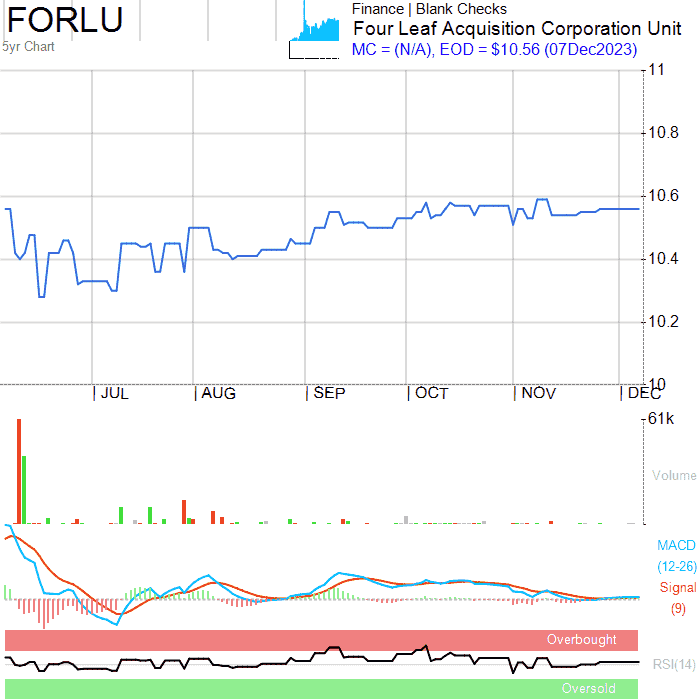 FORLU
Finance | Blank Checks
Four Leaf Acquisition Corporation Unit
5yr Chart
MC = (N/A), EOD = $10.56 (07Dec2023)
11
10.8
10.6
10.4
10.2
10
JUL AUG SEP OCT NOV DEC
61k
Volume
MACD
(12-26)
Signal
(9)
Overbought
RSI(14)
Oversold